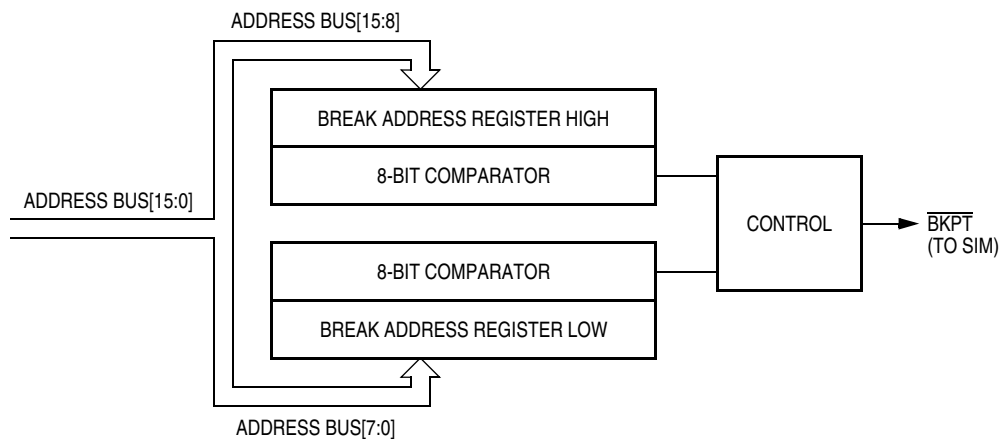 ADDRESS BUS[15:8]
BREAK ADDRESS REGISTER HIGH
8-BIT COMPARATOR
ADDRESS BUS[15:0]
CONTROL
BKPT
(TO SIM)
8-BIT COMPARATOR
BREAK ADDRESS REGISTER LOW
ADDRESS BUS[7:0]